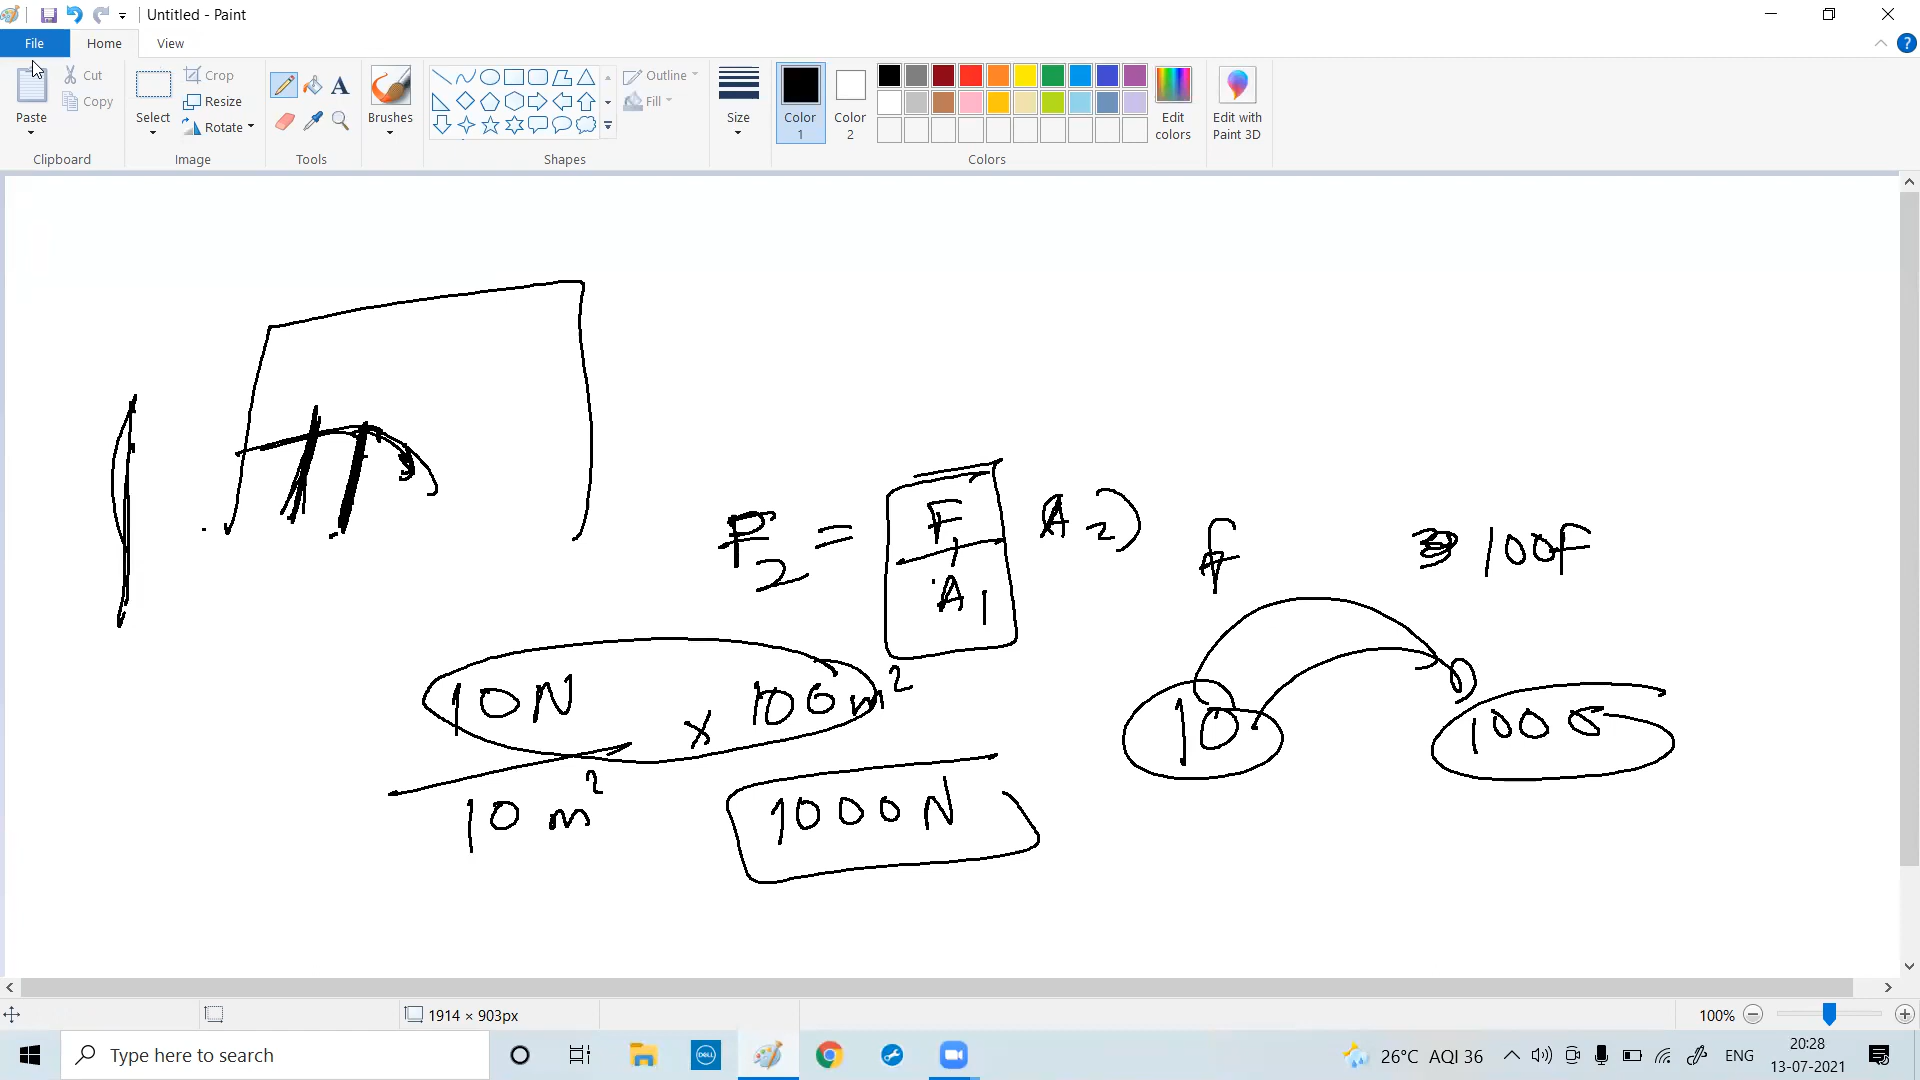 Untitled - Paint
File Home View
Paste
Cut
Copy
Clipboard
Select
Crop
Resize
Rotate
Image
Tools
Brushes
Shapes
Outline
Fill
Size
Color 1
Color 2
Colors
Edit colors
Edit with Paint 3D
F2 = F1/A1 A2)
F
100F
10N x 100m²
10 m²
1000N
10
1000
1914 × 903px
100%
Type here to search
DELL
26°C AQI 36
ENG
20:28
13-07-2021